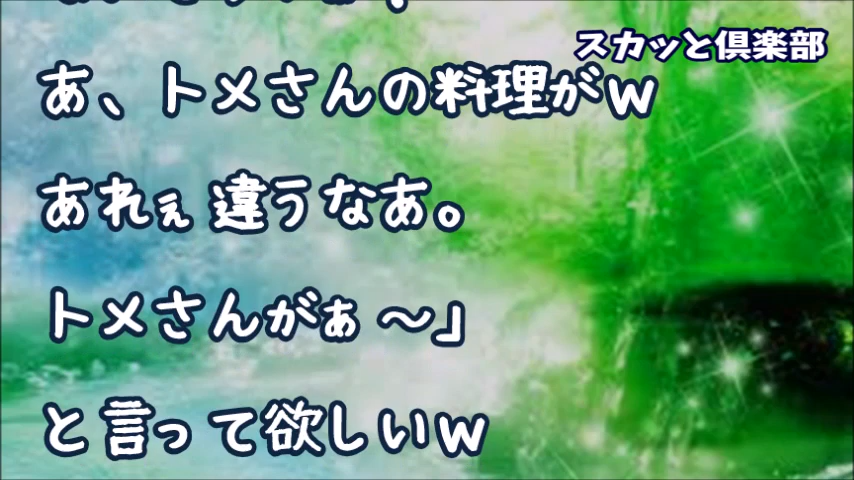 スカッと倶楽部
あ、トメさんの料理がｗ
あれぇ 違うなあ。
トメさんがぁ 〜」
と言って欲しいｗ